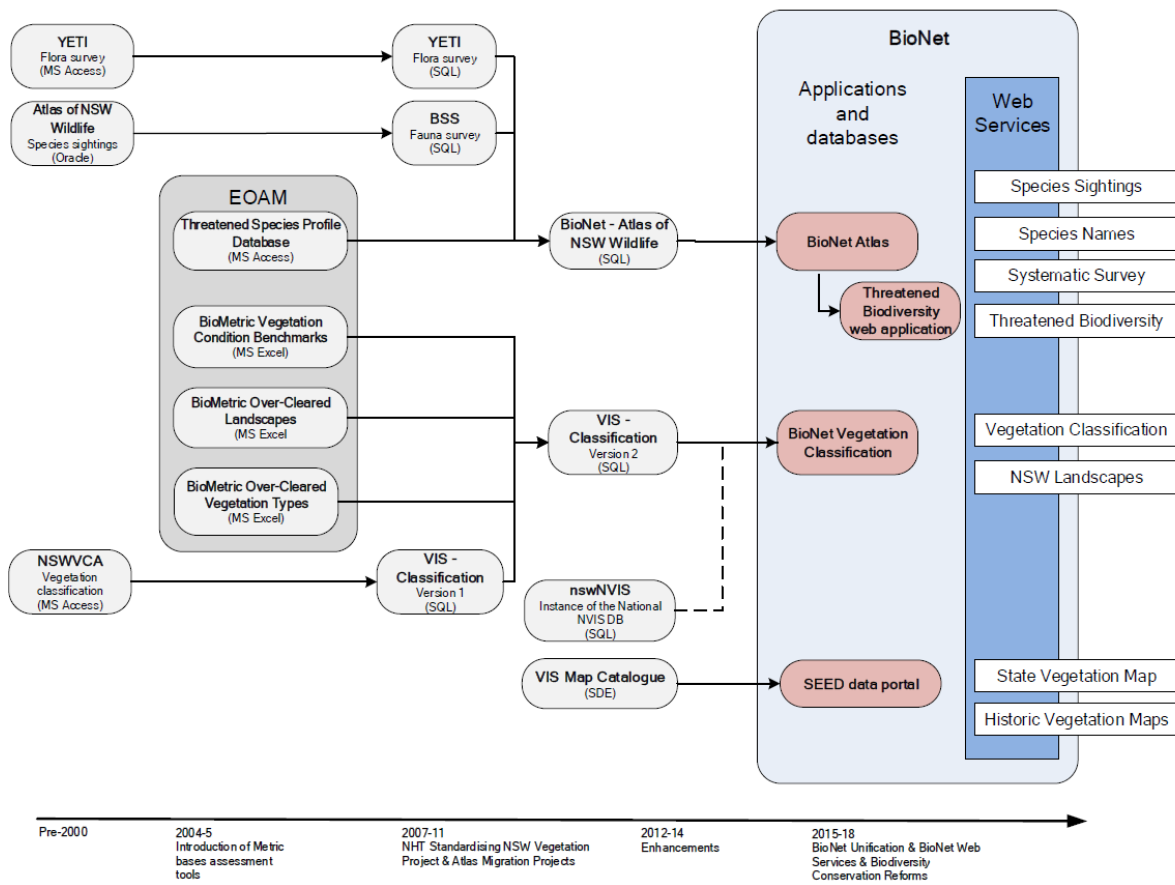 YETI
Flora survey
(MS Access)
Atlas of NSW
Wildlife
Species sightings
(Oracle)
YETI
Flora survey
(SQL)
BSS
Fauna survey
(SQL)
EOAM
Threatened Species Profile
Database
(MS Access)
BioMetric Vegetation
Condition Benchmarks
(MS Excel)
BioMetric Over-Cleared
Landscapes
(MS Excel
BioMetric Over-Cleared
Vegetation Types
(MS Excel)
NSWVCA
Vegetation
classification
(MS Access)
VIS -
Classification
Version 1
(SQL)
BioNet - Atlas of
NSW Wildlife
(SQL)
VIS -
Classification
Version 2
(SQL)
nswNVIS
Instance of the National
NVIS DB
(SQL)
VIS Map Catalogue
(SDE)
BioNet
Applications
and
databases
BioNet Atlas
Threatened
Biodiversity
web application
BioNet Vegetation
Classification
SEED data portal
Web
Services
Species Sightings
Species Names
Systematic Survey
Threatened Biodiversity
Vegetation Classification
NSW Landscapes
State Vegetation Map
Historic Vegetation Maps
Pre-2000
2004-5
Introduction of Metric
bases assessment
tools
2007-11
NHT Standardising NSW Vegetation
Project & Atlas Migration Projects
2012-14
Enhancements
2015-18
BioNet Unification & BioNet Web
Services & Biodiversity
Conservation Reforms